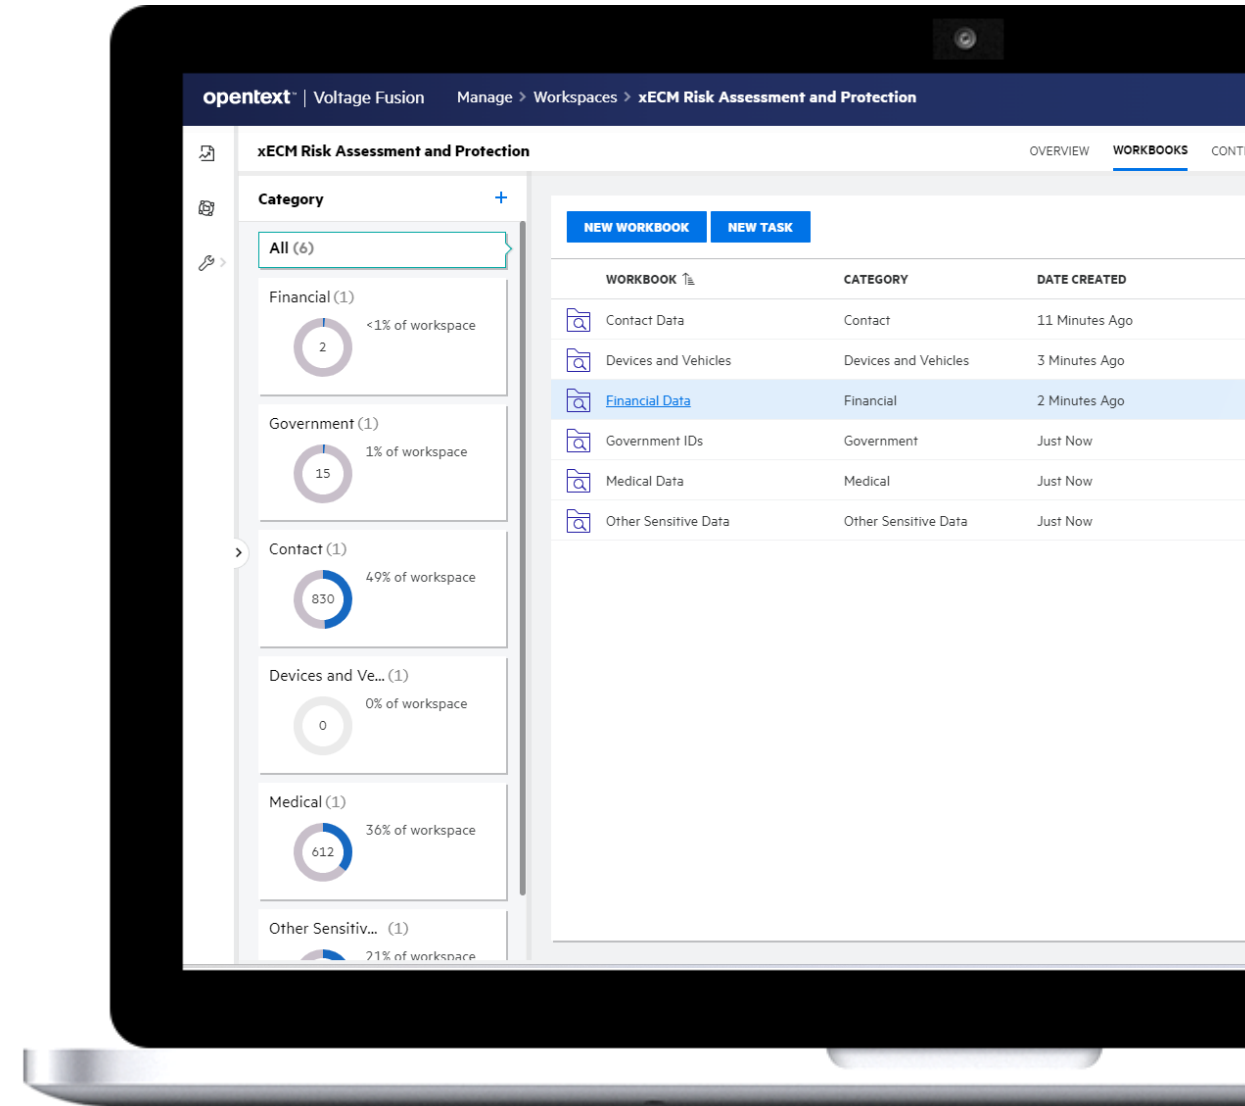 opentext™ | Voltage Fusion Manage > Workspaces > xECM Risk Assessment and Protection
xECM Risk Assessment and Protection
OVERVIEW WORKBOOKS
Category +
All (6)
Financial (1)
<1% of workspace
2
Government (1)
1% of workspace
15
Contact (1)
49% of workspace
830
Devices and Ve... (1)
0% of workspace
0
Medical (1)
36% of workspace
612
Other Sensitiv... (1)
21% of workspace
NEW WORKBOOK NEW TASK
WORKBOOK CATEGORY DATE CREATED
Contact Data Contact 11 Minutes Ago
Devices and Vehicles Devices and Vehicles 3 Minutes Ago
Financial Data Financial 2 Minutes Ago
Government IDs Government Just Now
Medical Data Medical Just Now
Other Sensitive Data Other Sensitive Data Just Now